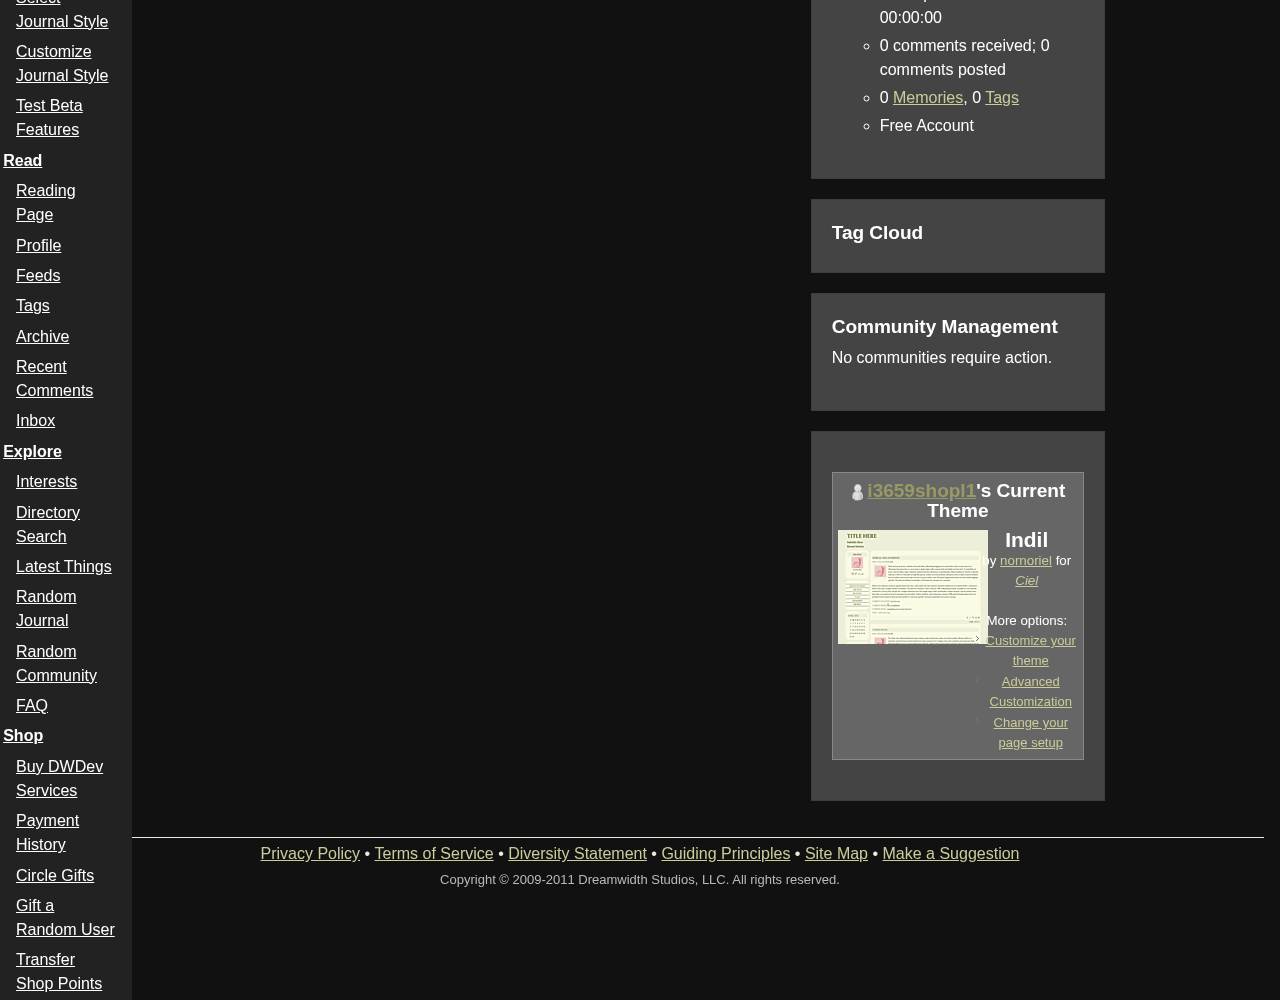 Journal Style
Customize
Journal Style
Test Beta
Features
Read
Reading
Page
Profile
Feeds
Tags
Archive
Recent
Comments
Inbox
Explore
Interests
Directory
Search
Latest Things
Random
Journal
Random
Community
FAQ
Shop
Buy DWDev
Services
Payment
History
Circle Gifts
Gift a
Random User
Transfer
Shop Points
00:00:00
0 comments received; 0
comments posted
0 Memories, 0 Tags
Free Account
Tag Cloud
Community Management
No communities require action.
i3659shopl1's Current
Theme
TITLE HERE
Indil
by nornoriel for
Ciel
More options:
Customize your
theme
Advanced
Customization
Change your
page setup
Privacy Policy • Terms of Service • Diversity Statement • Guiding Principles • Site Map • Make a Suggestion
Copyright © 2009-2011 Dreamwidth Studios, LLC. All rights reserved.